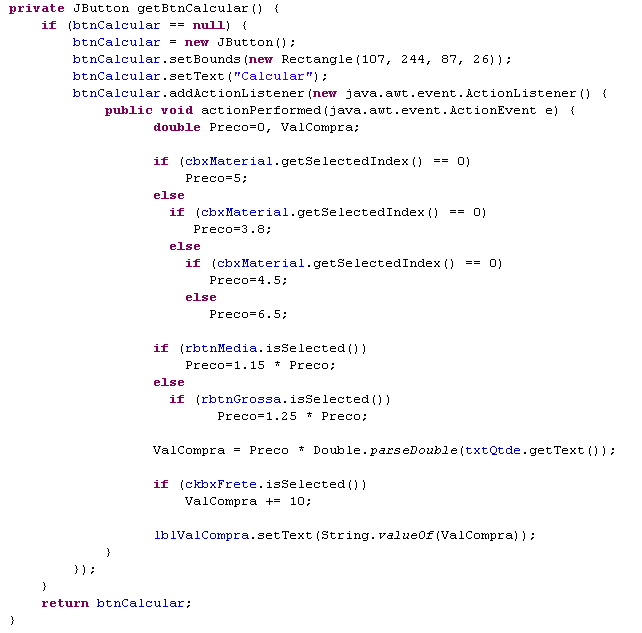 private JButton getBtnCalcular() {
if (btnCalcular == null) {
btnCalcular = new JButton();
btnCalcular.setBounds(new Rectangle(107, 244, 87, 26));
btnCalcular.setText("Calcular");
btnCalcular.addActionListener(new java.awt.event.ActionListener() {
public void actionPerformed(java.awt.event.ActionEvent e) {
double Preco=0, ValCompra;
if (cbxMaterial.getSelectedIndex() == 0)
Preco=5;
else
if (cbxMaterial.getSelectedIndex() == 0)
Preco=3.8;
else
if (cbxMaterial.getSelectedIndex() == 0)
Preco=4.5;
else
Preco=6.5;
if (rbtnMedia.isSelected())
Preco=1.15 * Preco;
else
if (rbtnGrossa.isSelected())
Preco=1.25 * Preco;
ValCompra = Preco * Double.parseDouble(txtQtde.getText());
if (ckbxFrete.isSelected())
ValCompra += 10;
lblValCompra.setText(String.valueOf(ValCompra));
}
});
}
return btnCalcular;
}